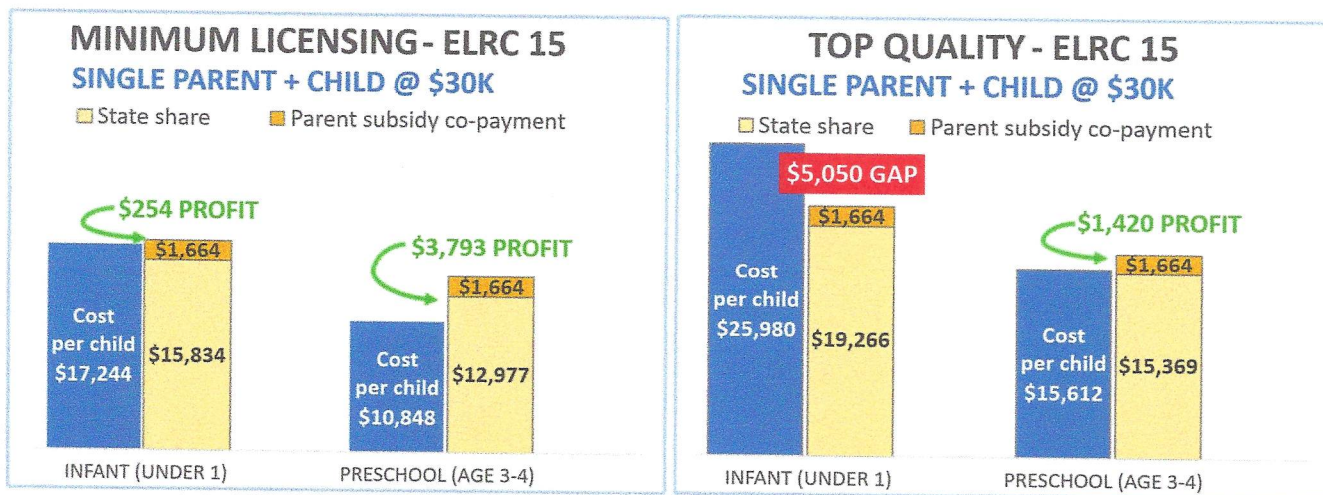 MINIMUM LICENSING - ELRC 15
SINGLE PARENT + CHILD @ $30K
State share
Parent subsidy co-payment
$254 PROFIT
$1,664
Cost
per child
$17,244
$15,834
INFANT (UNDER 1)
$3,793 PROFIT
$1,664
Cost
per child
$10,848
$12,977
PRESCHOOL (AGE 3-4)
TOP QUALITY - ELRC 15
SINGLE PARENT + CHILD @ $30K
State share
Parent subsidy co-payment
$5,050 GAP
$1,664
Cost
per child
$25,980
$19,266
INFANT (UNDER 1)
$1,420 PROFIT
$1,664
Cost
per child
$15,612
$15,369
PRESCHOOL (AGE 3-4)